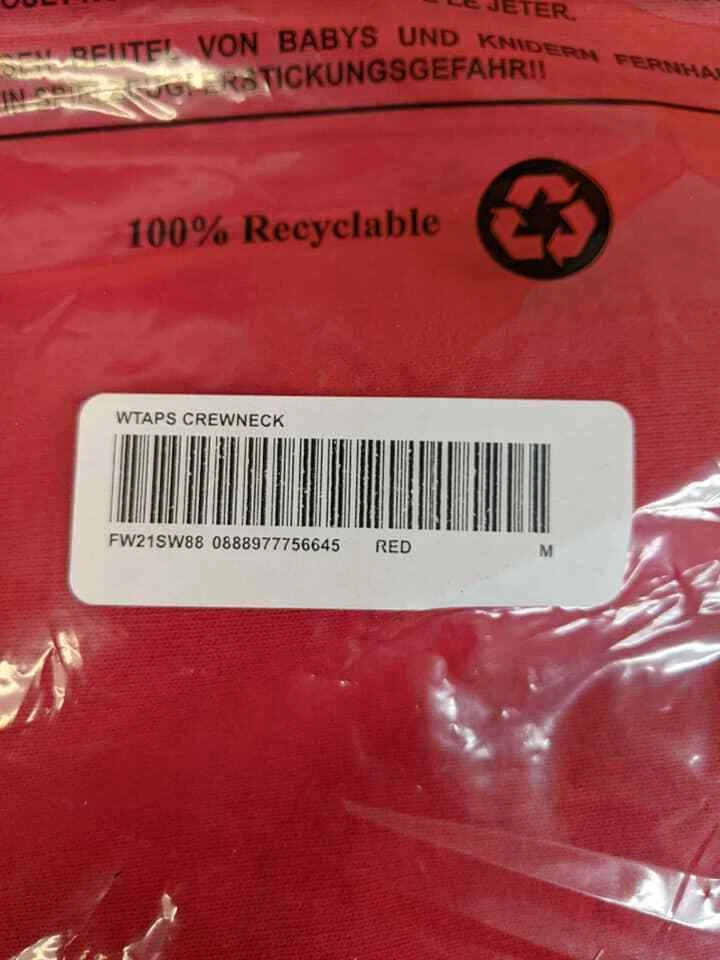 LE JETER.
BEUTEL VON BABYS UND KNIDERN FERNHA
ERSTICKUNGSGEFAHR!!
100% Recyclable
WTAPS CREWNECK
FW21SW88 0888977756645 RED M